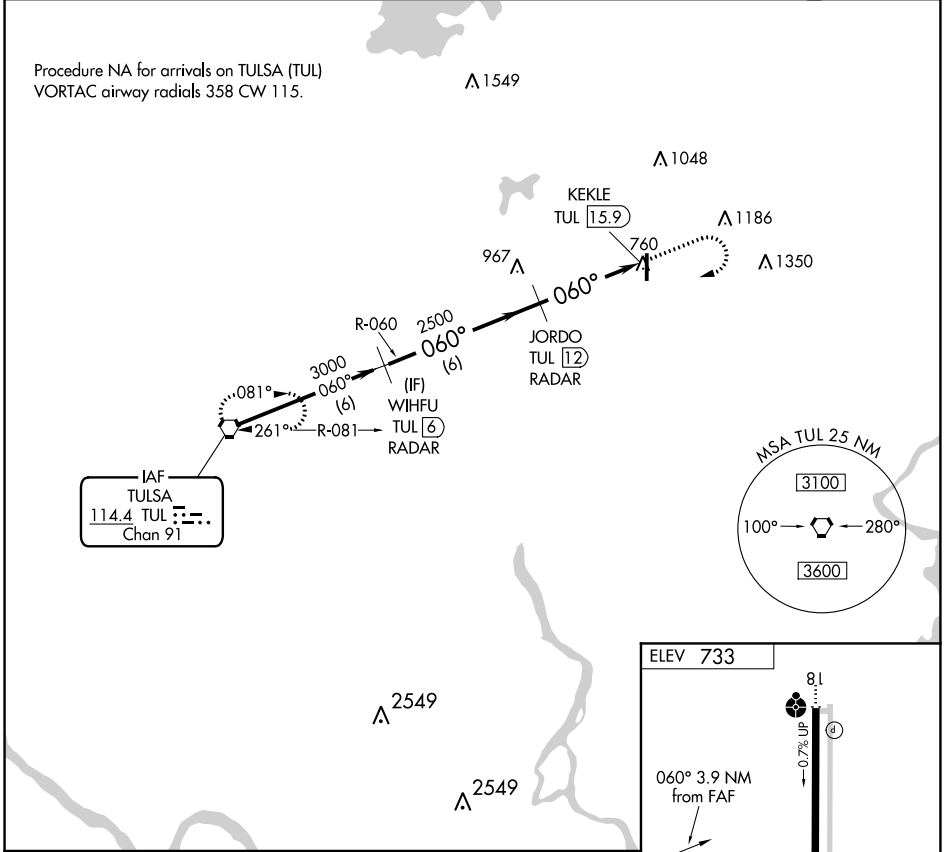 Procedure NA for arrivals on TULSA (TUL)
VORTAC airway radials 358 CW 115.
1549
1048
KEKLE
TUL 15.9
1186
760
1350
967
060°
R-060
2500
060°
(6)
JORDO
TUL 12
RADAR
3000
060°
(6)
(IF)
WIHFU
TUL 6
RADAR
081°
261°
R-081
IAF
TULSA
114.4 TUL
Chan 91
MSA TUL 25 NM
3100
100°
280°
3600
ELEV 733
18
P
0.7% UP
060° 3.9 NM
from FAF
2549
2549